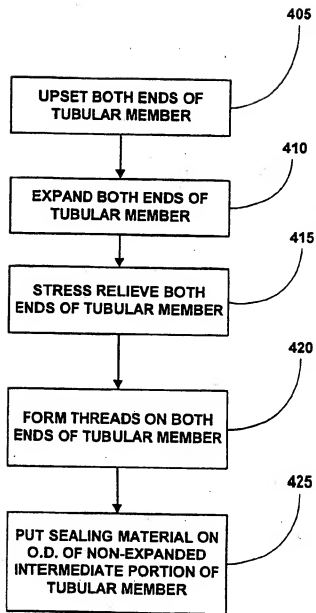 405
UPSET BOTH ENDS OF
TUBULAR MEMBER
410
EXPAND BOTH ENDS OF
TUBULAR MEMBER
415
STRESS RELIEVE BOTH
ENDS OF TUBULAR MEMBER
420
FORM THREADS ON BOTH
ENDS OF TUBULAR MEMBER
425
PUT SEALING MATERIAL ON
O.D. OF NON-EXPANDED
INTERMEDIATE PORTION OF
TUBULAR MEMBER